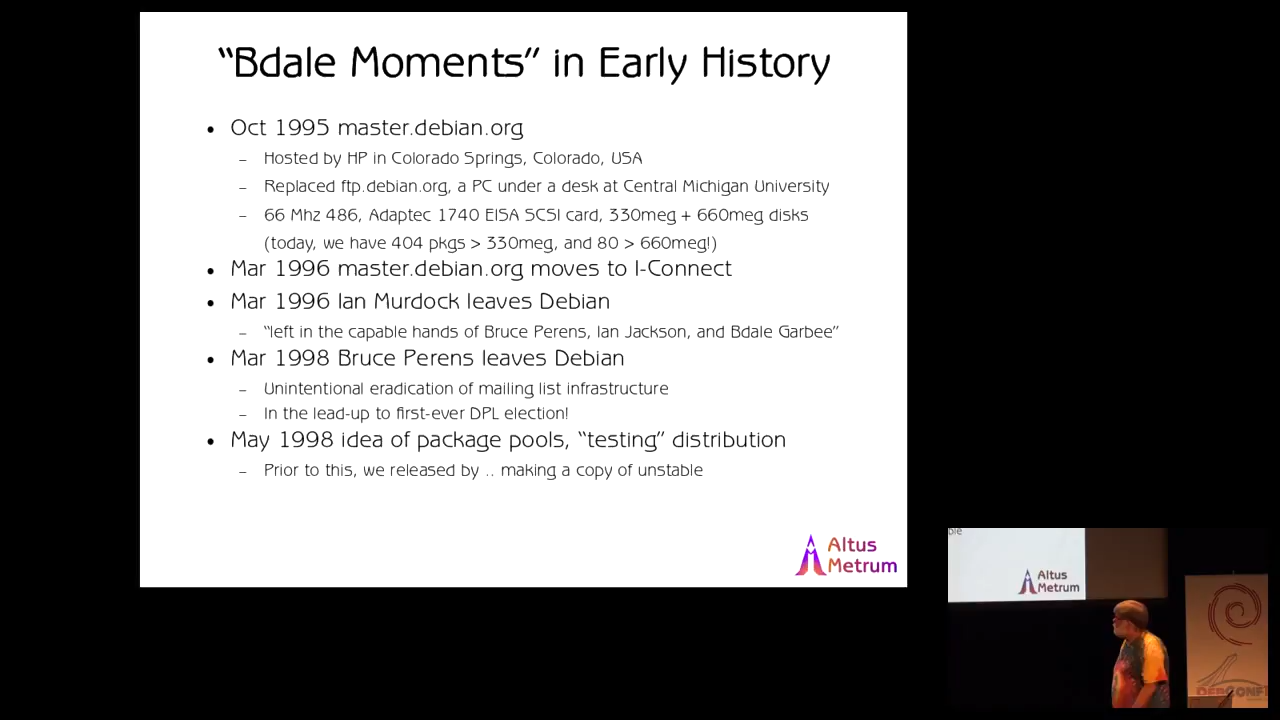 “Bdale Moments” in Early History
• Oct 1995 master.debian.org
– Hosted by HP in Colorado Springs, Colorado, USA
– Replaced ftp.debian.org, a PC under a desk at Central Michigan University
– 66 Mhz 486, Adaptec 1740 EISA SCSI card, 330meg + 660meg disks
(today, we have 404 pkgs > 330meg, and 80 > 660meg!)
• Mar 1996 master.debian.org moves to I-Connect
• Mar 1996 Ian Murdock leaves Debian
– “left in the capable hands of Bruce Perens, Ian Jackson, and Bdale Garbee”
• Mar 1998 Bruce Perens leaves Debian
– Unintentional eradication of mailing list infrastructure
– In the lead-up to first-ever DPL election!
• May 1998 idea of package pools, “testing” distribution
– Prior to this, we released by .. making a copy of unstable
Altus
Metrum
Altus
Metrum